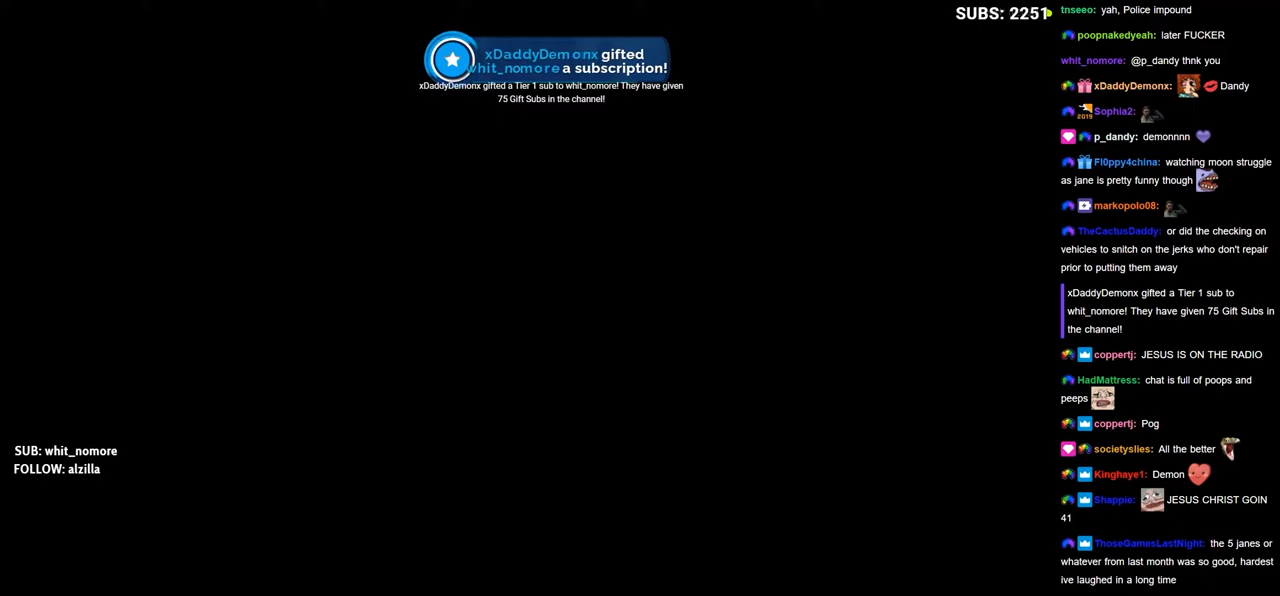 SUBS: 2251
xDaddyDemonx gifted
whit_nomore a subscription!
xDaddyDemonx gifted a Tier 1 sub to whit_nomore! They have given
75 Gift Subs in the channel!
SUB: whit_nomore
FOLLOW: alzilla
tnseeo: yah, Police impound
poopnakedyeah: later FUCKER
whit_nomore: @p_dandy thnk you
xDaddyDemonx: Dandy
2019 Sophia2:
p_dandy: demonnnn
Fl0ppy4china: watching moon struggle
as jane is pretty funny though
markopolo08:
TheCactusDaddy: or did the checking on
vehicles to snitch on the jerks who don't repair
prior to putting them away
xDaddyDemonx gifted a Tier 1 sub to
whit_nomore! They have given 75 Gift Subs in
the channel!
coppertj: JESUS IS ON THE RADIO
HadMattress: chat is full of poops and
peeps
coppertj: Pog
societyslies: All the better
Kinghaye1: Demon
Shappie: JESUS CHRIST GOIN
41
ThoseGamesLastNight: the 5 janes or
whatever from last month was so good, hardest
ive laughed in a long time